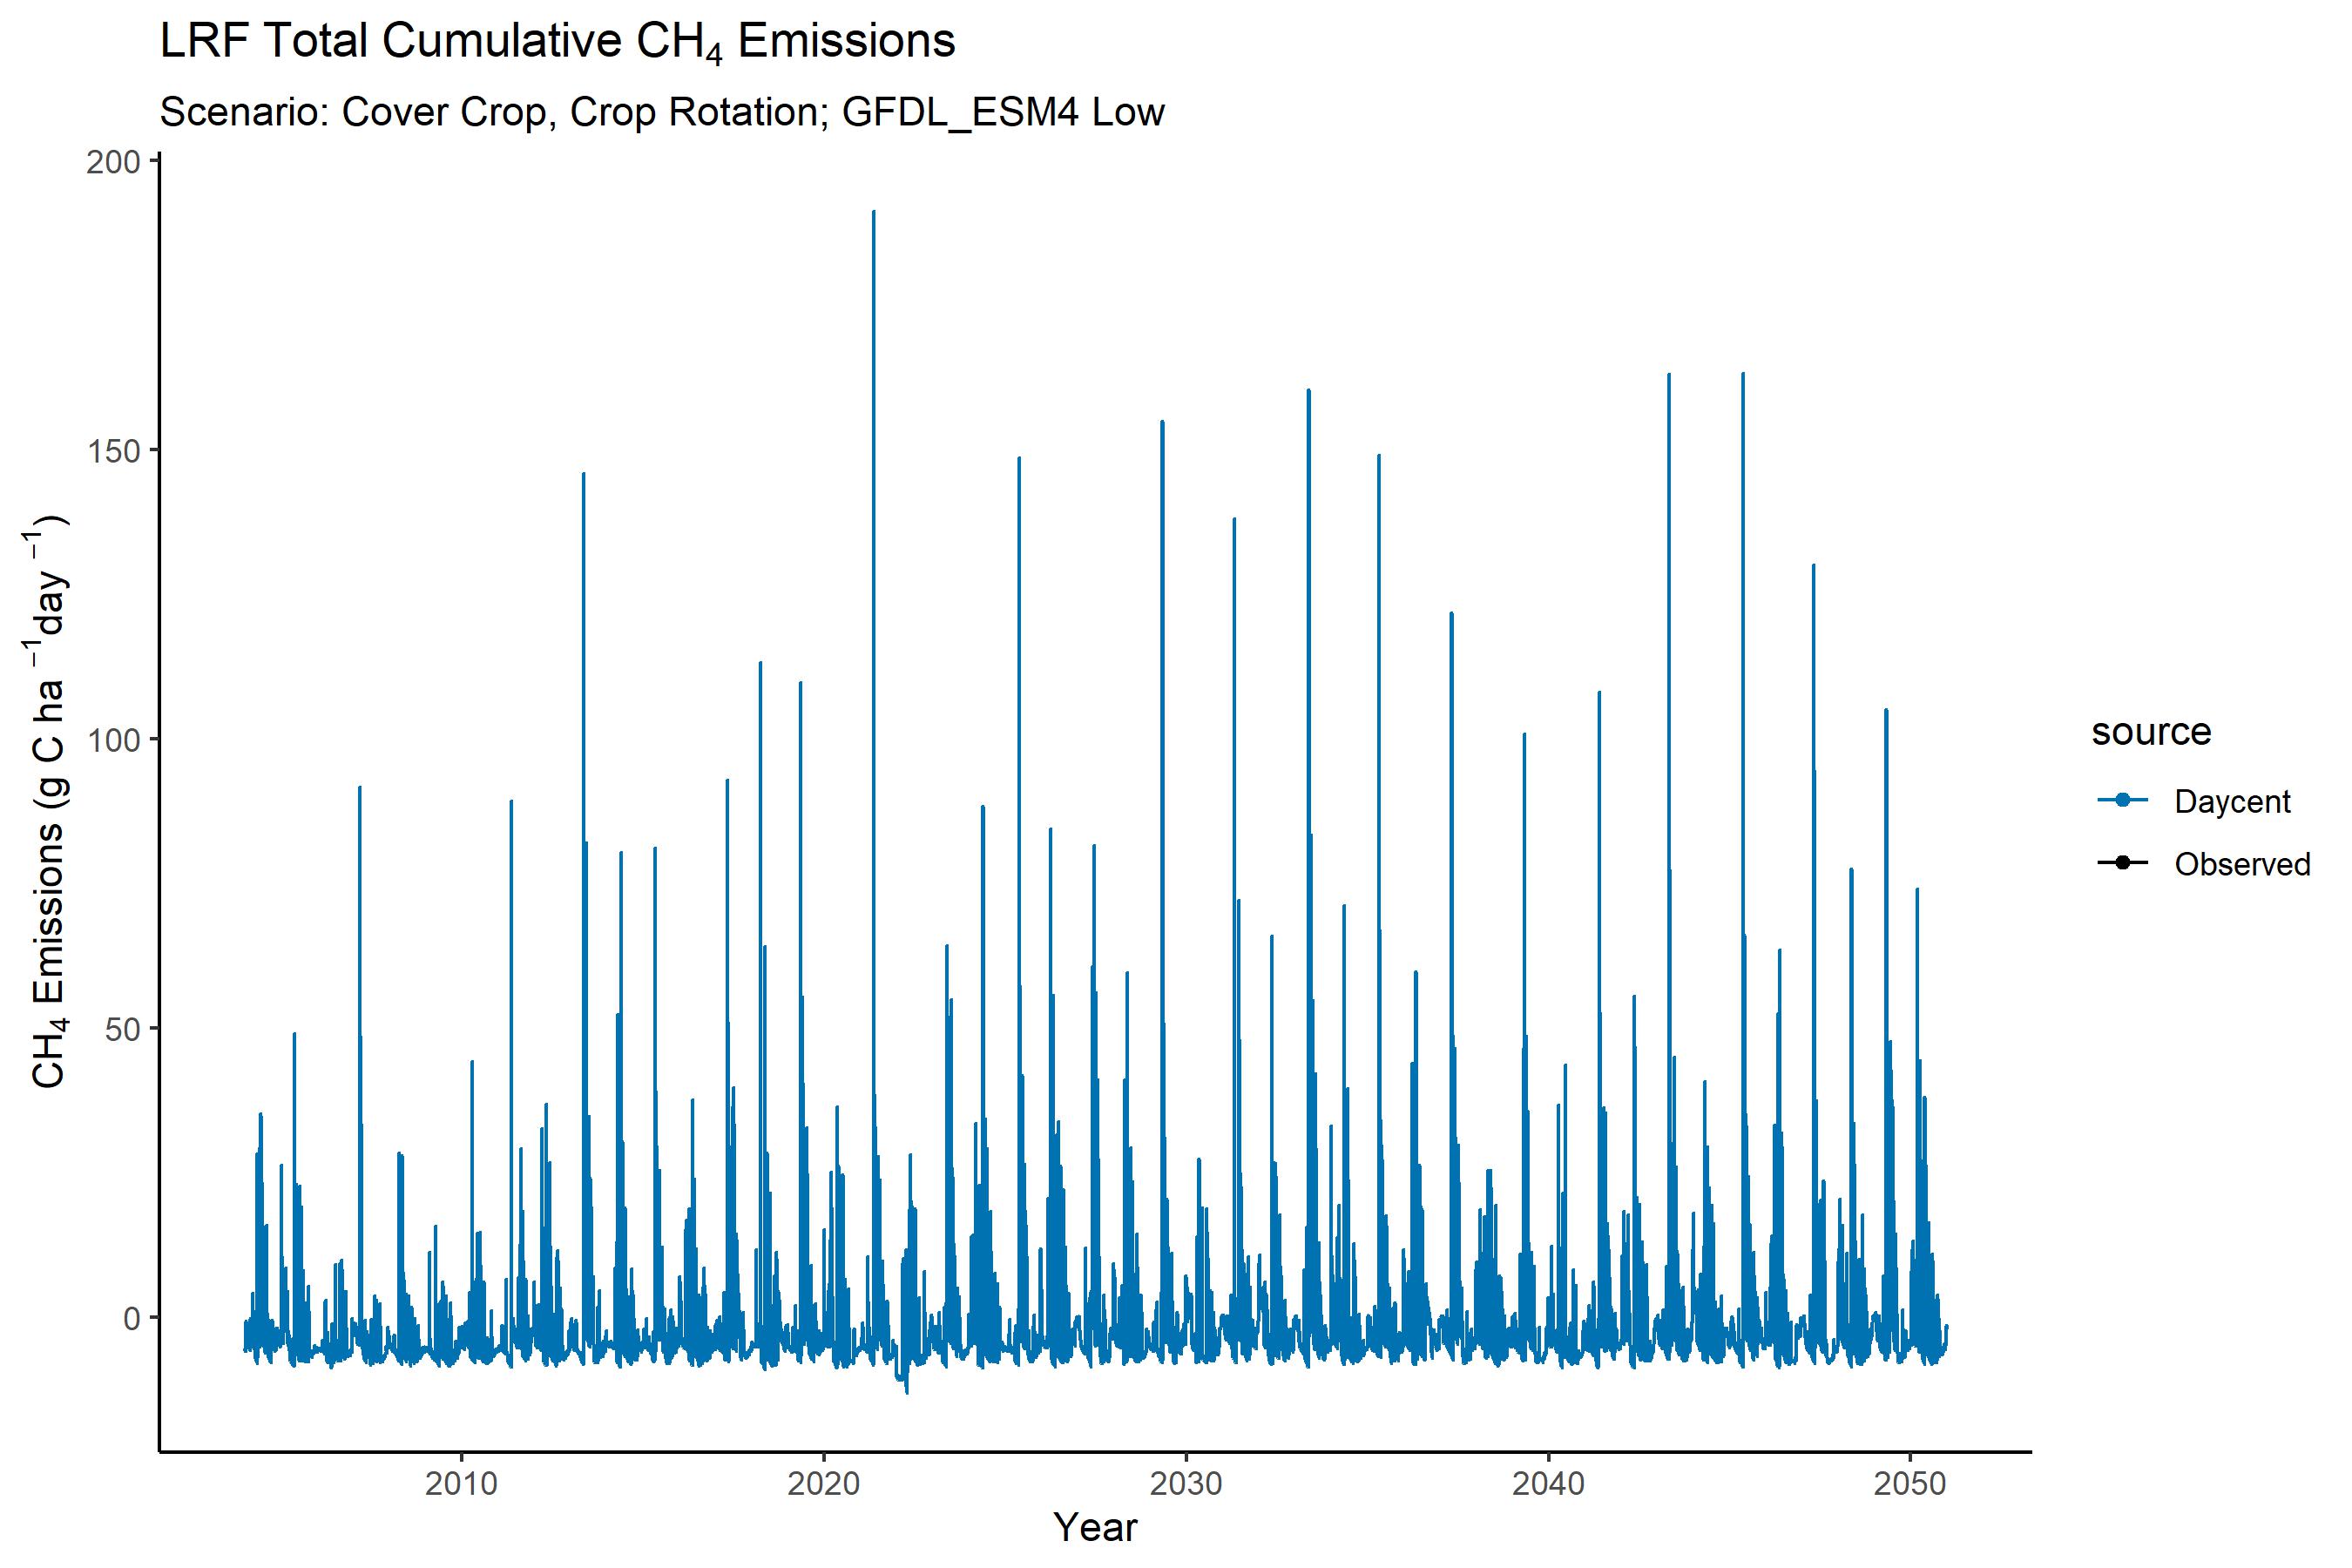 LRF Total Cumulative CH₄ Emissions
Scenario: Cover Crop, Crop Rotation; GFDL_ESM4 Low
CH₄ Emissions (g C ha ⁻¹day ⁻¹)
200
150
100
50
0
2010 2020 2030 2040 2050
Year
source
Daycent
Observed